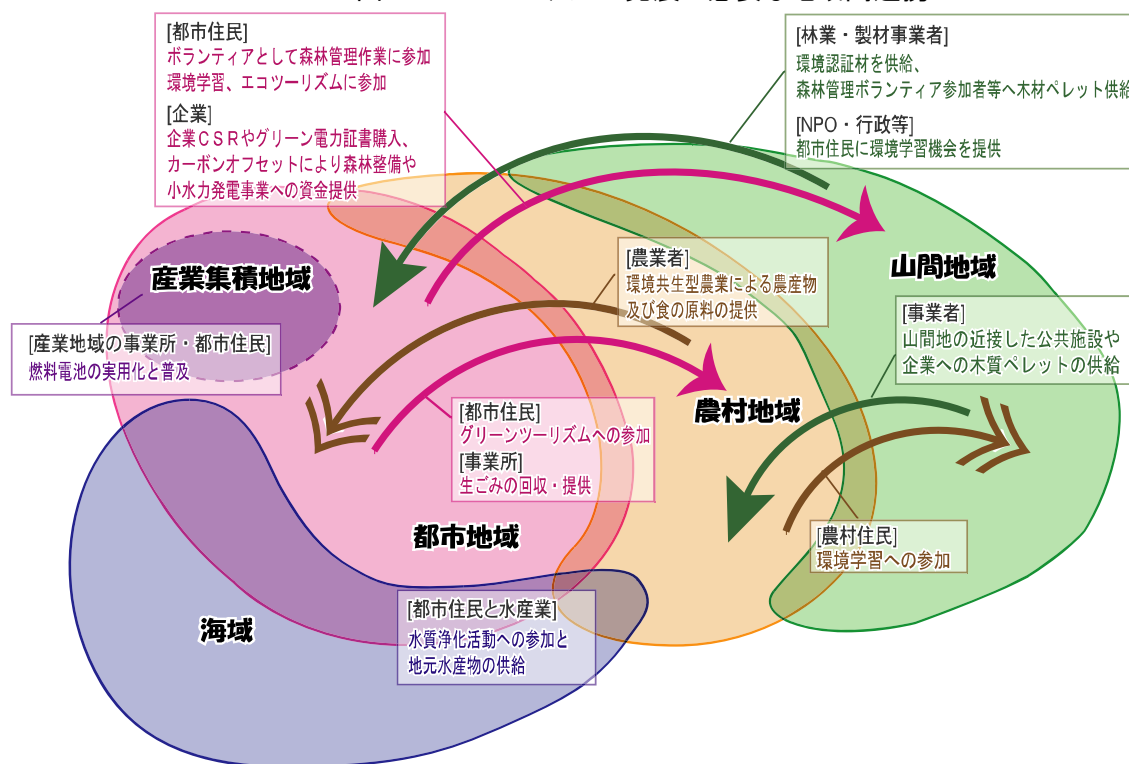 [都市住民]
ボランティアとして森林管理作業に参加
環境学習、エコツーリズムに参加
[企業]
企業ＣＳＲやグリーン電力証書購入、
カーボンオフセットにより森林整備や
小水力発電事業への資金提供
[林業・製材事業者]
環境認証材を供給、
森林管理ボランティア参加者等へ木材ペレット供給
[NPO・行政等]
都市住民に環境学習機会を提供
産業集積地域
[農業者]
環境共生型農業による農産物
及び食の原料の提供
山間地域
[事業者]
山間地の近接した公共施設や
企業への木質ペレットの供給
[産業地域の事業所・都市住民]
燃料電池の実用化と普及
農村地域
[都市住民]
グリーンツーリズムへの参加
[事業所]
生ごみの回収・提供
都市地域
[農村住民]
環境学習への参加
海域
[都市住民と水産業]
水質浄化活動への参加と
地元水産物の供給